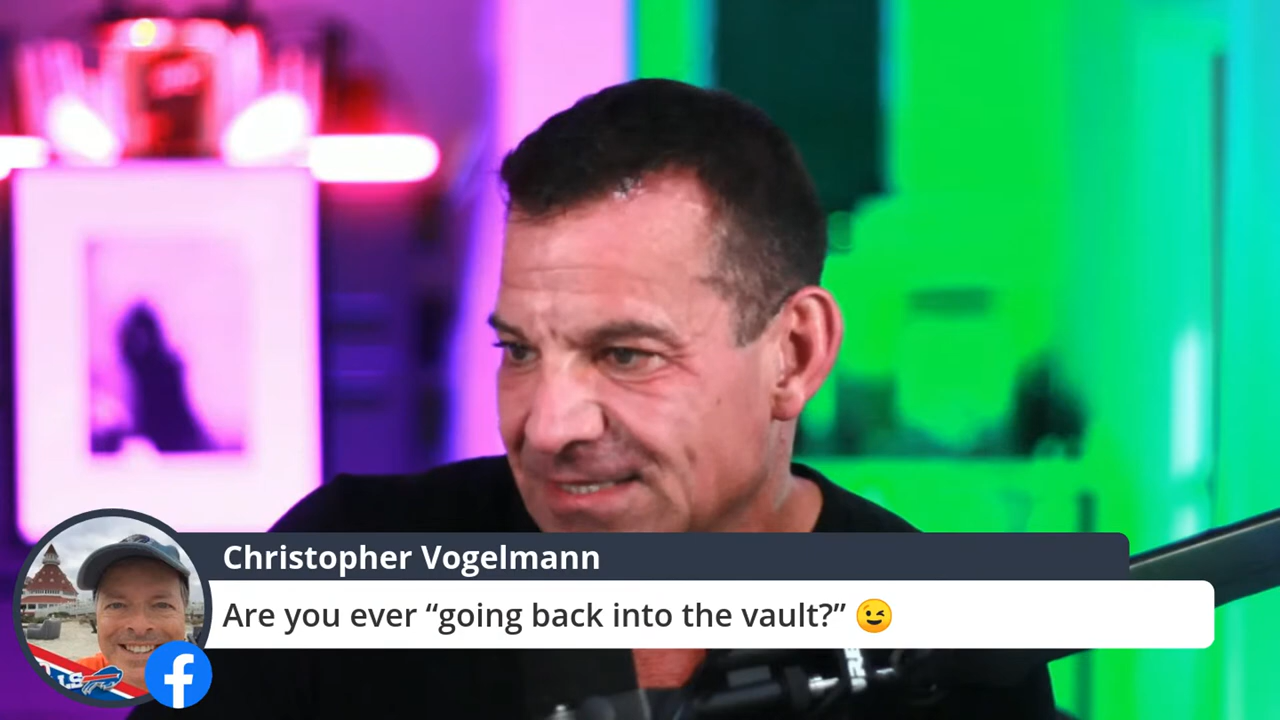 Christopher Vogelmann
Are you ever “going back into the vault?” 😉